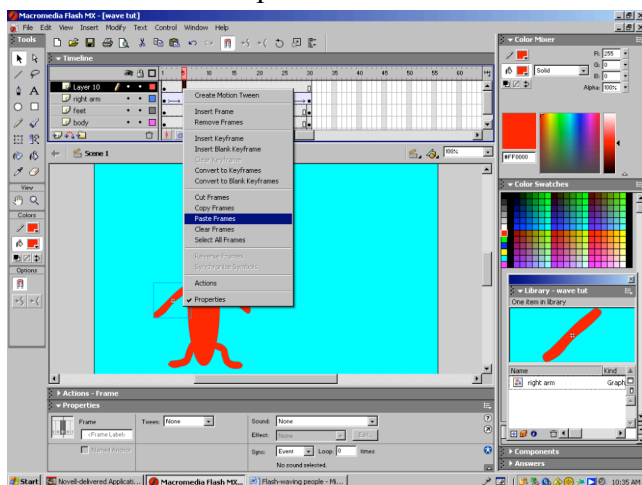 Macromedia Flash MX - [wave tut]
File Edit View Insert Modify Text Control Window Help
Tools
View
Colors
Options
Timeline
1 5 10 15 20 25 30 35 40 45 50 55 60
Layer 10
right arm
feet
body
Scene 1
100%
Create Motion Tween
Insert Frame
Remove Frames
Insert Keyframe
Insert Blank Keyframe
Clear Keyframe
Convert to Keyframes
Convert to Blank Keyframes
Cut Frames
Copy Frames
Paste Frames
Clear Frames
Select All Frames
Reverse Frames
Synchronize Symbols
Actions
Properties
Actions - Frame
Properties
Frame
<Frame Label>
Named Anchor
Tween: None
Sound: None
Effect: None
Edit...
Sync: Event Loop: 0 times
No sound selected.
Color Mixer
Solid
R: 255
G: 0
B: 0
Alpha: 100%
#FF0000
Color Swatches
Library - wave tut
One item in library
Name Kind
right arm Graph
Components
Answers
Start
Novell-delivered Applicati...
Macromedia Flash MX...
Flash-waving people - Mi...
10:35 AM